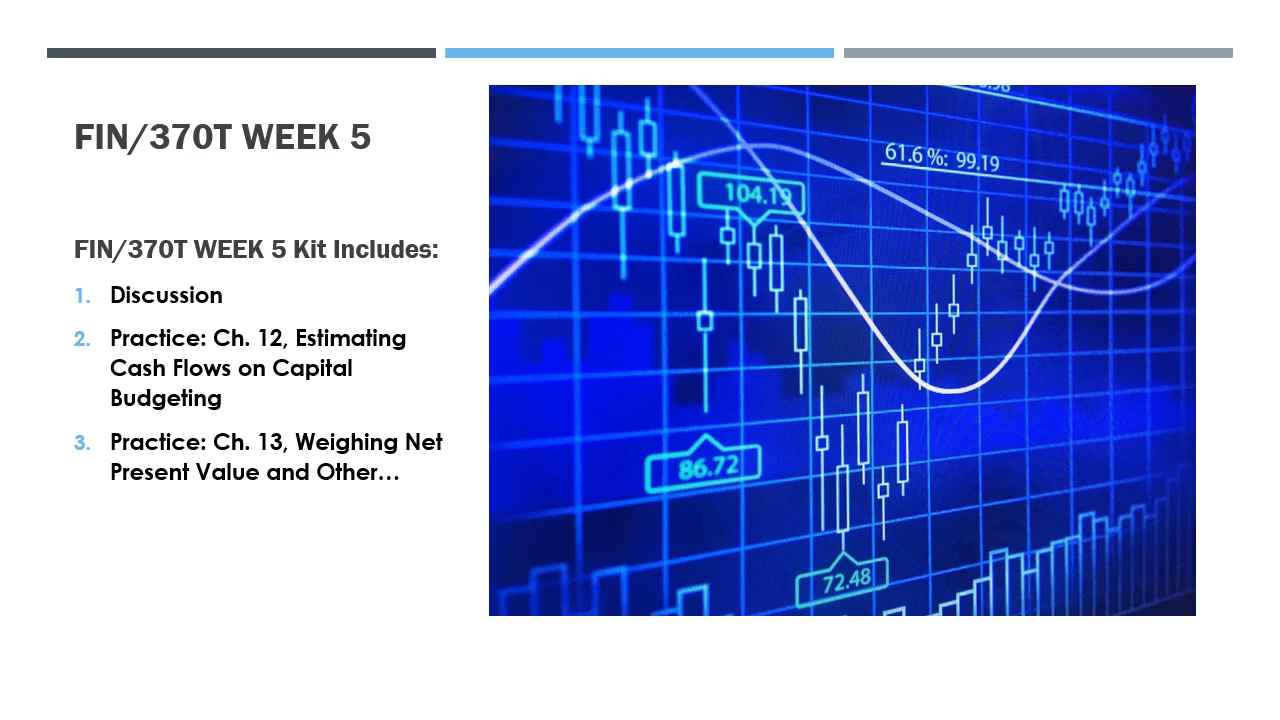 FIN/370T WEEK 5
FIN/370T WEEK 5 Kit Includes:
1. Discussion
2. Practice: Ch. 12, Estimating
Cash Flows on Capital
Budgeting
3. Practice: Ch. 13, Weighing Net
Present Value and Other…
61.6 %: 99.19
104.19
86.72
72.48